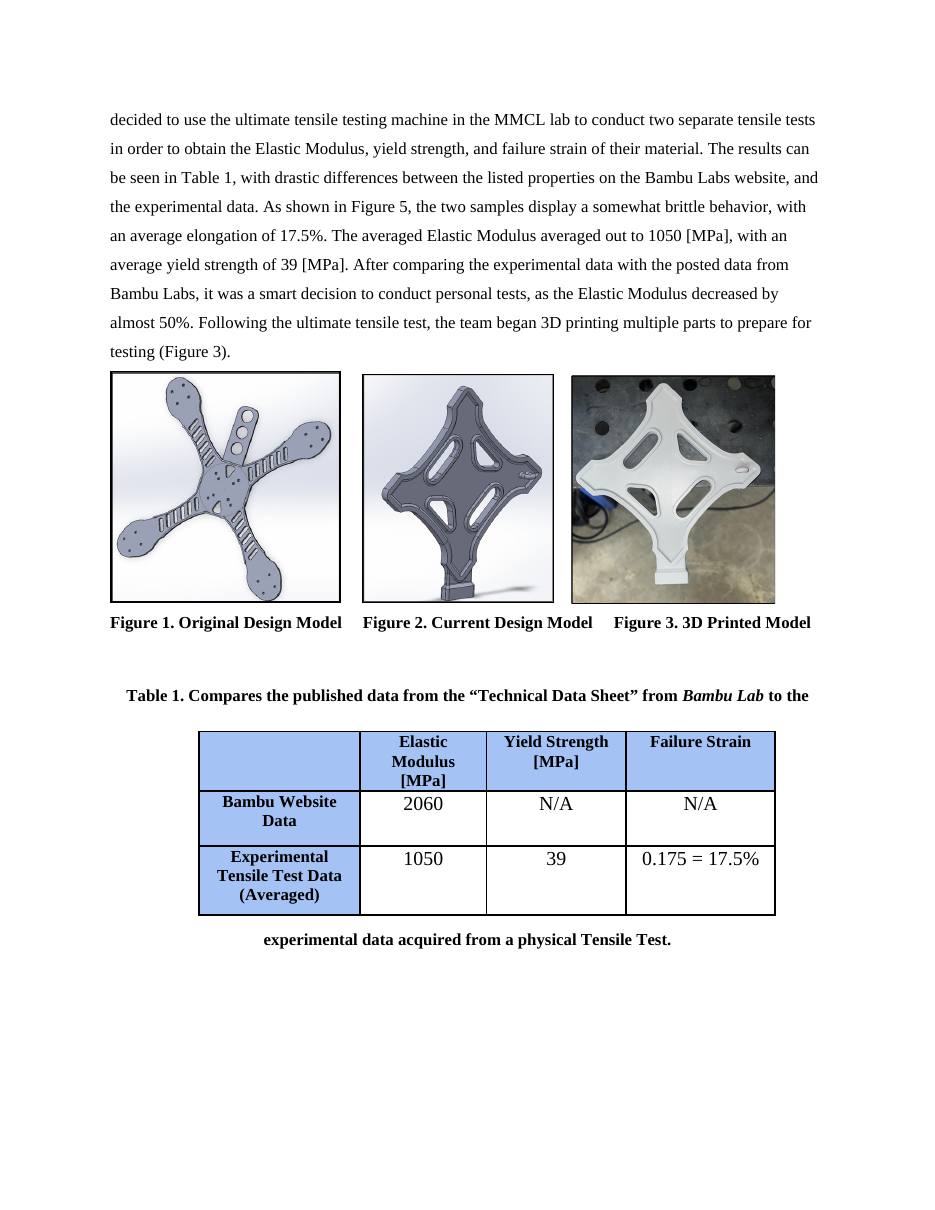 decided to use the ultimate tensile testing machine in the MMCL lab to conduct two separate tensile tests
in order to obtain the Elastic Modulus, yield strength, and failure strain of their material. The results can
be seen in Table 1, with drastic differences between the listed properties on the Bambu Labs website, and
the experimental data. As shown in Figure 5, the two samples display a somewhat brittle behavior, with
an average elongation of 17.5%. The averaged Elastic Modulus averaged out to 1050 [MPa], with an
average yield strength of 39 [MPa]. After comparing the experimental data with the posted data from
Bambu Labs, it was a smart decision to conduct personal tests, as the Elastic Modulus decreased by
almost 50%. Following the ultimate tensile test, the team began 3D printing multiple parts to prepare for
testing (Figure 3).
Figure 1. Original Design Model Figure 2. Current Design Model Figure 3. 3D Printed Model
Table 1. Compares the published data from the “Technical Data Sheet” from Bambu Lab to the
Elastic
Modulus
[MPa]
Yield Strength
[MPa]
Failure Strain
Bambu Website
Data
2060
N/A
N/A
Experimental
Tensile Test Data
(Averaged)
1050
39
0.175 = 17.5%
experimental data acquired from a physical Tensile Test.